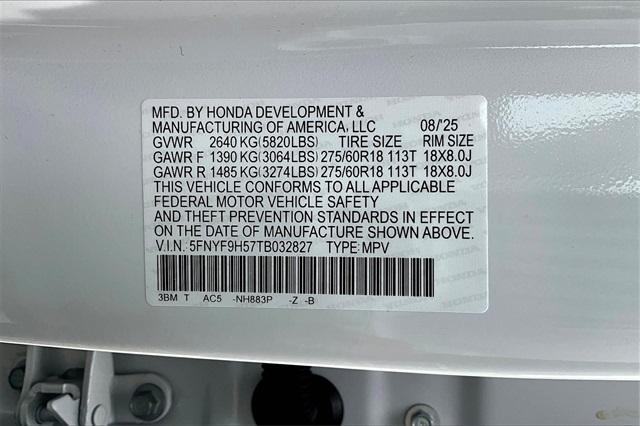 MFD. BY HONDA DEVELOPMENT &
MANUFACTURING OF AMERICA, LLC 08/'25
GVWR 2640 KG(5820LBS) TIRE SIZE RIM SIZE
GAWR F 1390 KG(3064LBS) 275/60R18 113T 18X8.0J
GAWR R 1485 KG(3274LBS) 275/60R18 113T 18X8.0J
THIS VEHICLE CONFORMS TO ALL APPLICABLE
FEDERAL MOTOR VEHICLE SAFETY
AND THEFT PREVENTION STANDARDS IN EFFECT
ON THE DATE OF MANUFACTURE SHOWN ABOVE.
V.I.N.: 5FNYF9H57TB032827 TYPE: MPV
3BM T AC5 -NH883P -Z -B